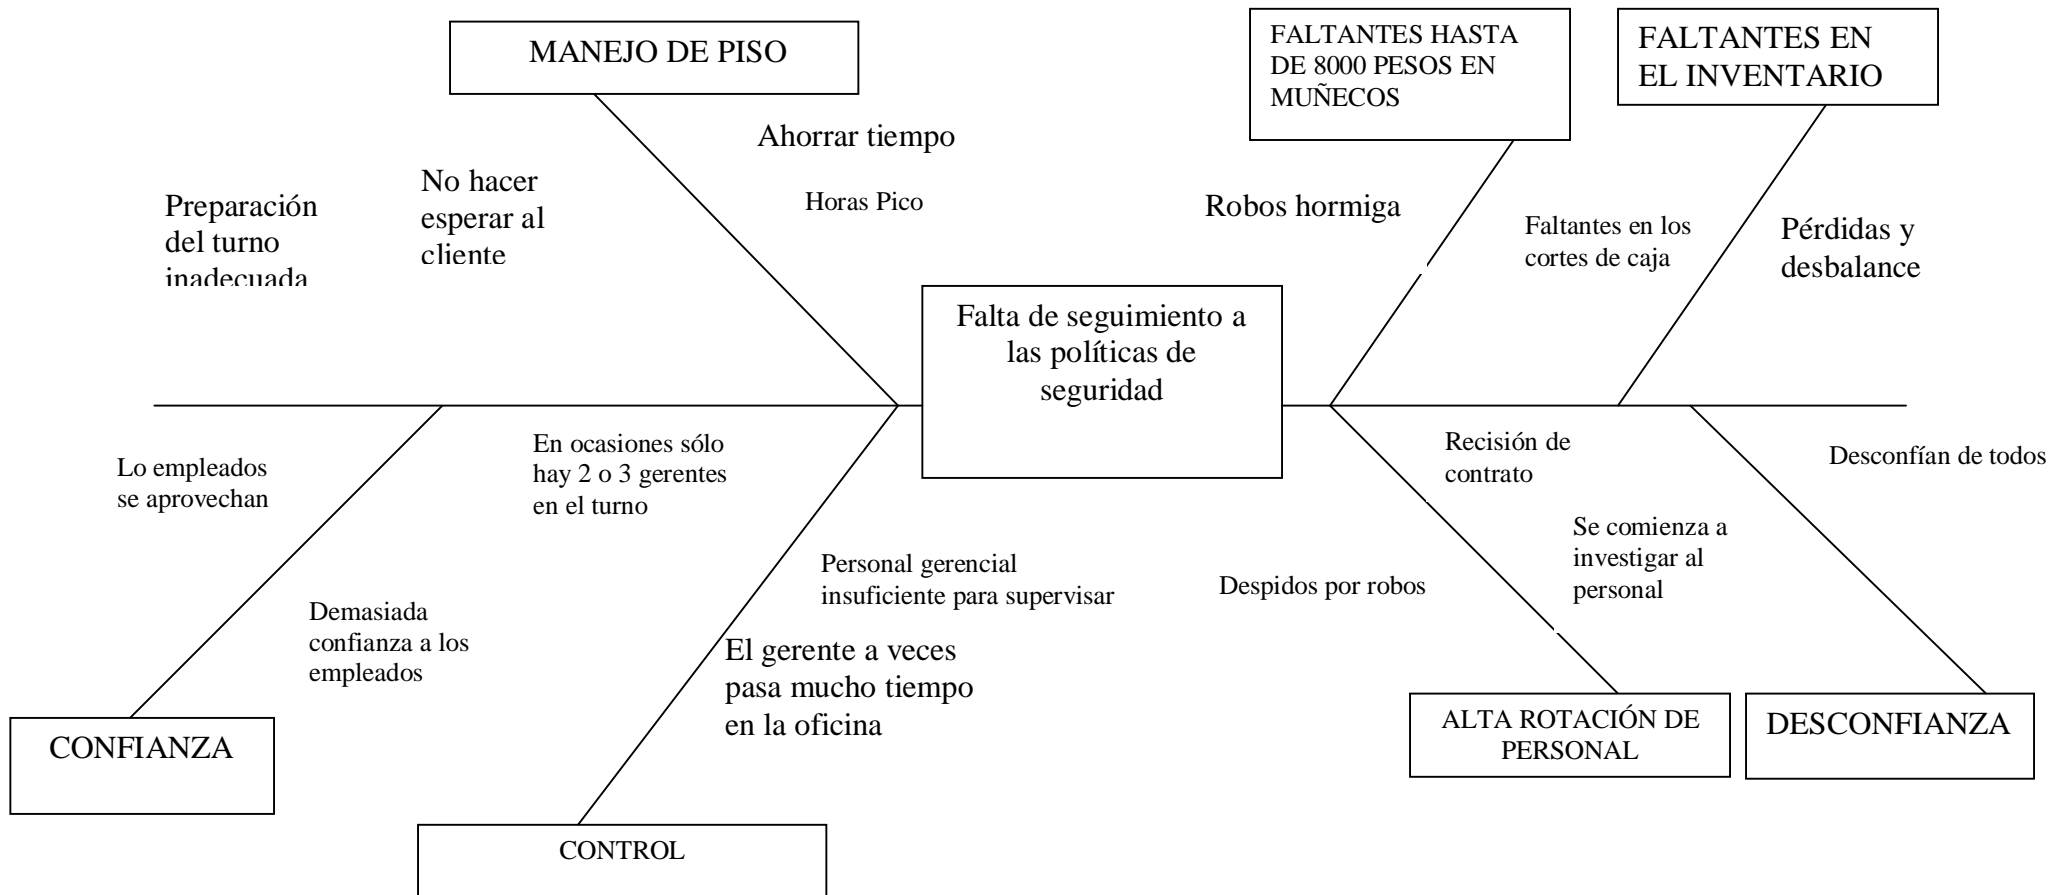 MANEJO DE PISO
FALTANTES HASTA
DE 8000 PESOS EN
MUÑECOS
FALTANTES EN
EL INVENTARIO
Ahorrar tiempo
Horas Pico
No hacer
esperar al
cliente
Preparación
del turno
inadecuada
Robos hormiga
Faltantes en los
cortes de caja
Pérdidas y
desbalance
Falta de seguimiento a
las políticas de
seguridad
Lo empleados
se aprovechan
En ocasiones sólo
hay 2 o 3 gerentes
en el turno
Recisión de
contrato
Desconfían de todos
Demasiada
confianza a los
empleados
Personal gerencial
insuficiente para supervisar
El gerente a veces
pasa mucho tiempo
en la oficina
Despidos por robos
Se comienza a
investigar al
personal
CONFIANZA
CONTROL
ALTA ROTACIÓN DE
PERSONAL
DESCONFIANZA